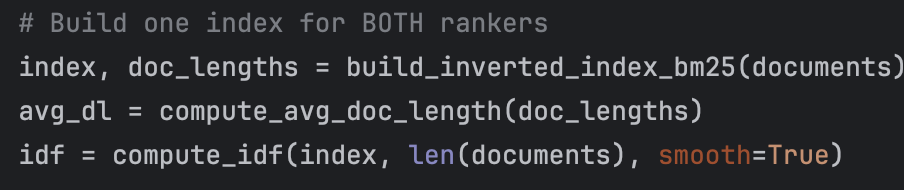 # Build one index for BOTH rankers
index, doc_lengths = build_inverted_index_bm25(documents)
avg_dl = compute_avg_doc_length(doc_lengths)
idf = compute_idf(index, len(documents), smooth=True)